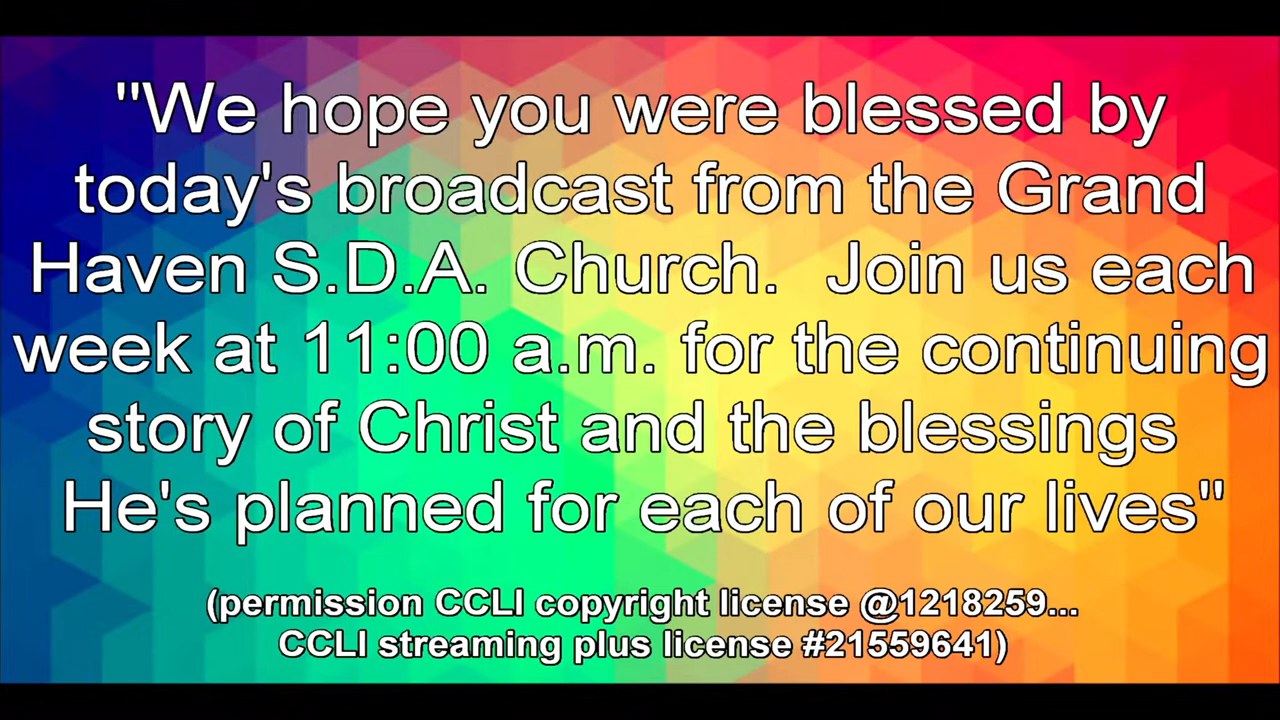 "We hope you were blessed by
today's broadcast from the Grand
Haven S.D.A. Church.  Join us each
week at 11:00 a.m. for the continuing
story of Christ and the blessings
He's planned for each of our lives"
(permission CCLI copyright license @1218259...
CCLI streaming plus license #21559641)